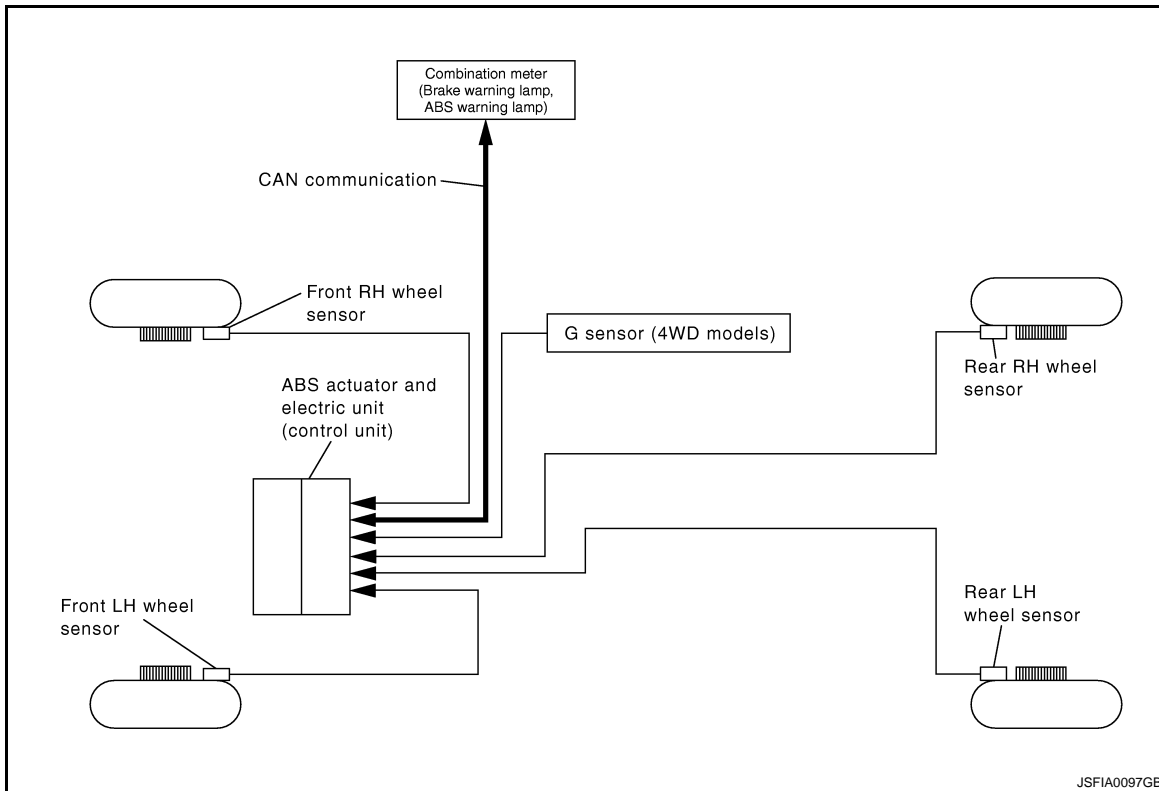 Combination meter
(Brake warning lamp,
ABS warning lamp)
CAN communication
Front RH wheel
sensor
G sensor (4WD models)
Rear RH wheel
sensor
ABS actuator and
electric unit
(control unit)
Front LH wheel
sensor
Rear LH
wheel sensor
JSFIA0097GB